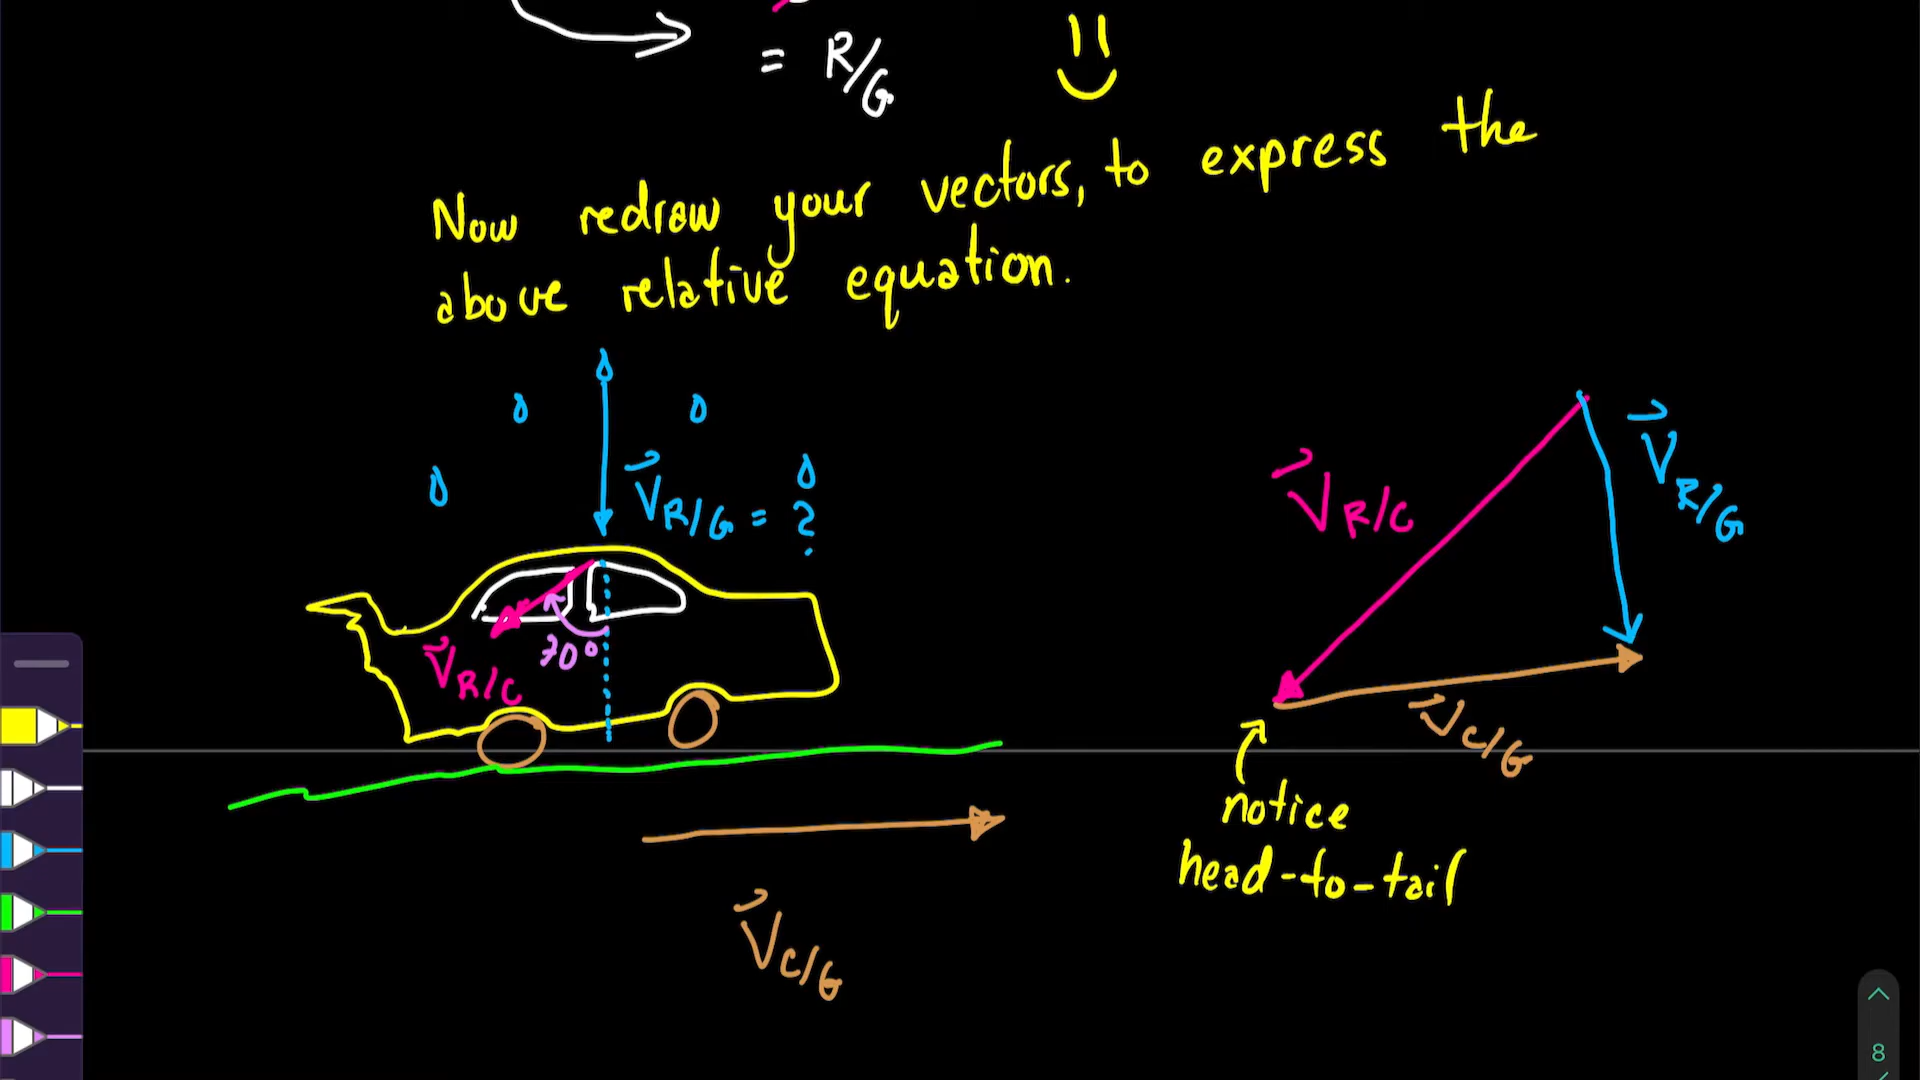 = R/G
Now redraw your vectors, to express the
above relative equation.
V⃗R/G = ?
70°
V⃗R/C
V⃗C/G
V⃗R/C
V⃗R/G
V⃗C/G
notice
head-to-tail
8